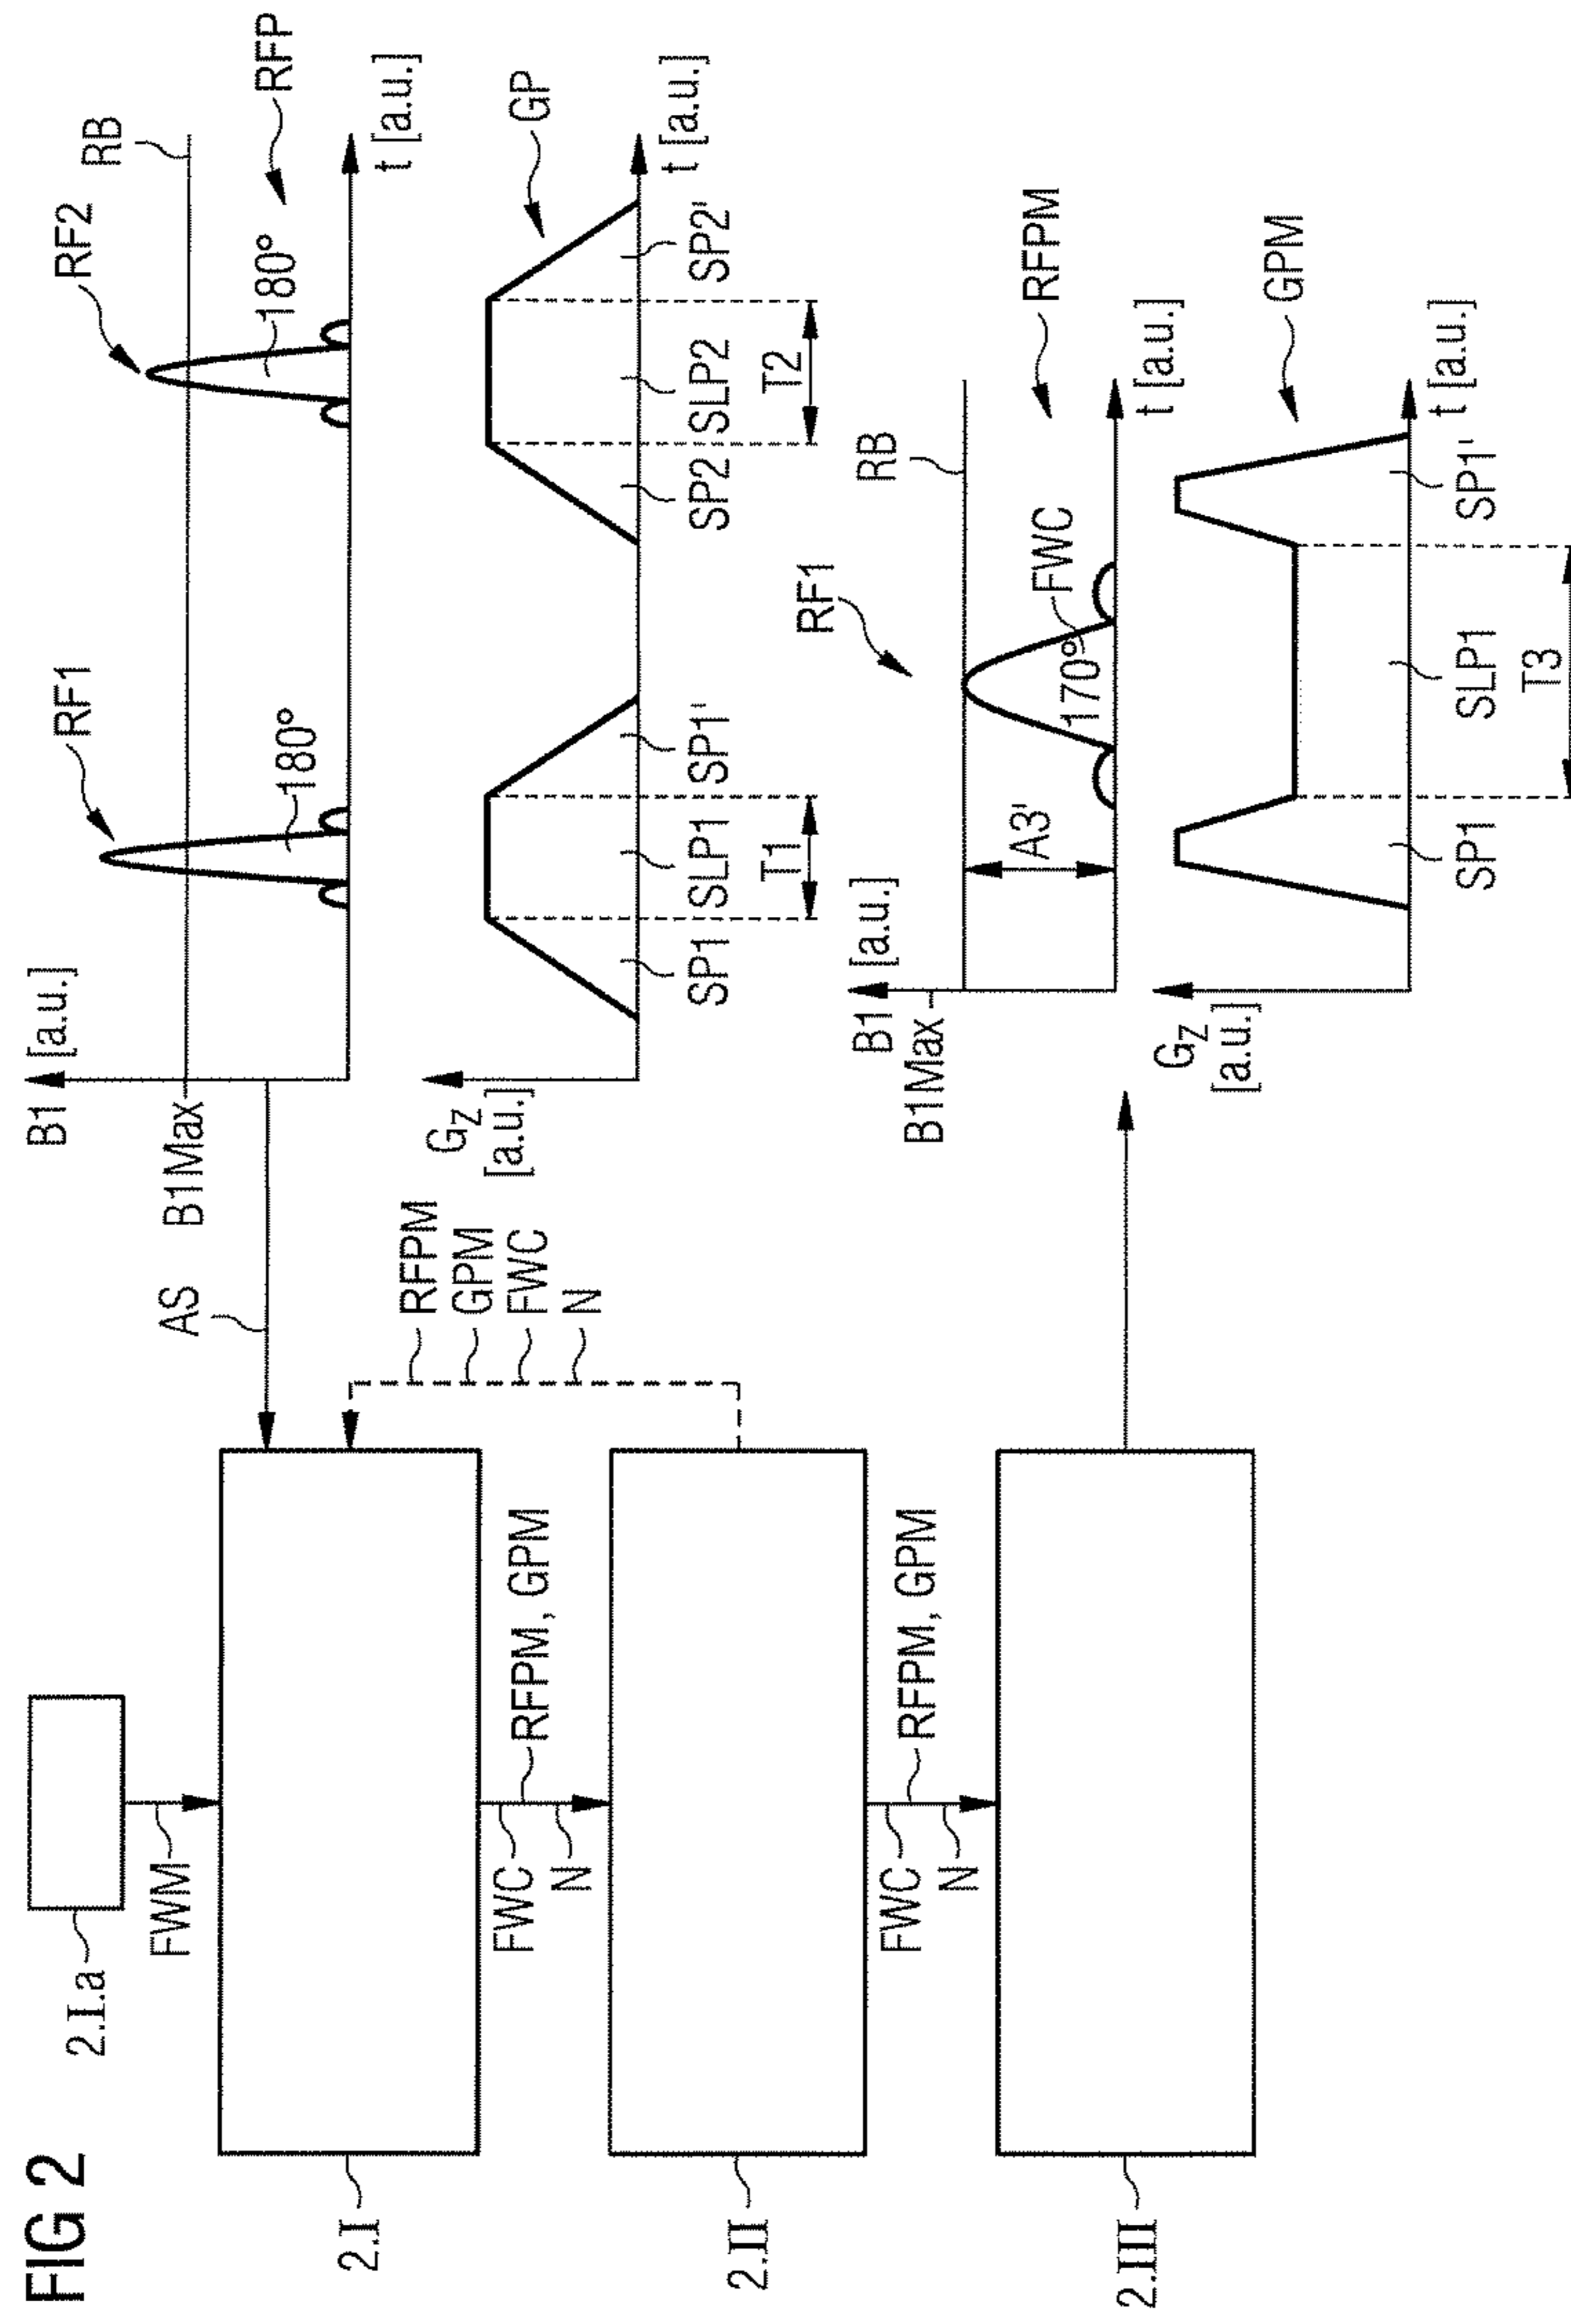 FIG 2
2.I.a
FWM
2.I
FWC
N
RFPM, GPM
2.II
FWC
N
RFPM, GPM
2.III
AS
RFPM
GPM
FWC
N
B1 [a.u.]
B1Max
RF1
180°
RF2
180°
RB
RFP
t [a.u.]
Gz
[a.u.]
SP1
SLP1
SP1'
T1
SP2
SLP2
SP2'
T2
GP
t [a.u.]
B1 [a.u.]
B1Max
A3'
RF1
170°
FWC
RB
RFPM
t [a.u.]
Gz
[a.u.]
SP1
SLP1
SP1'
T3
GPM
t [a.u.]